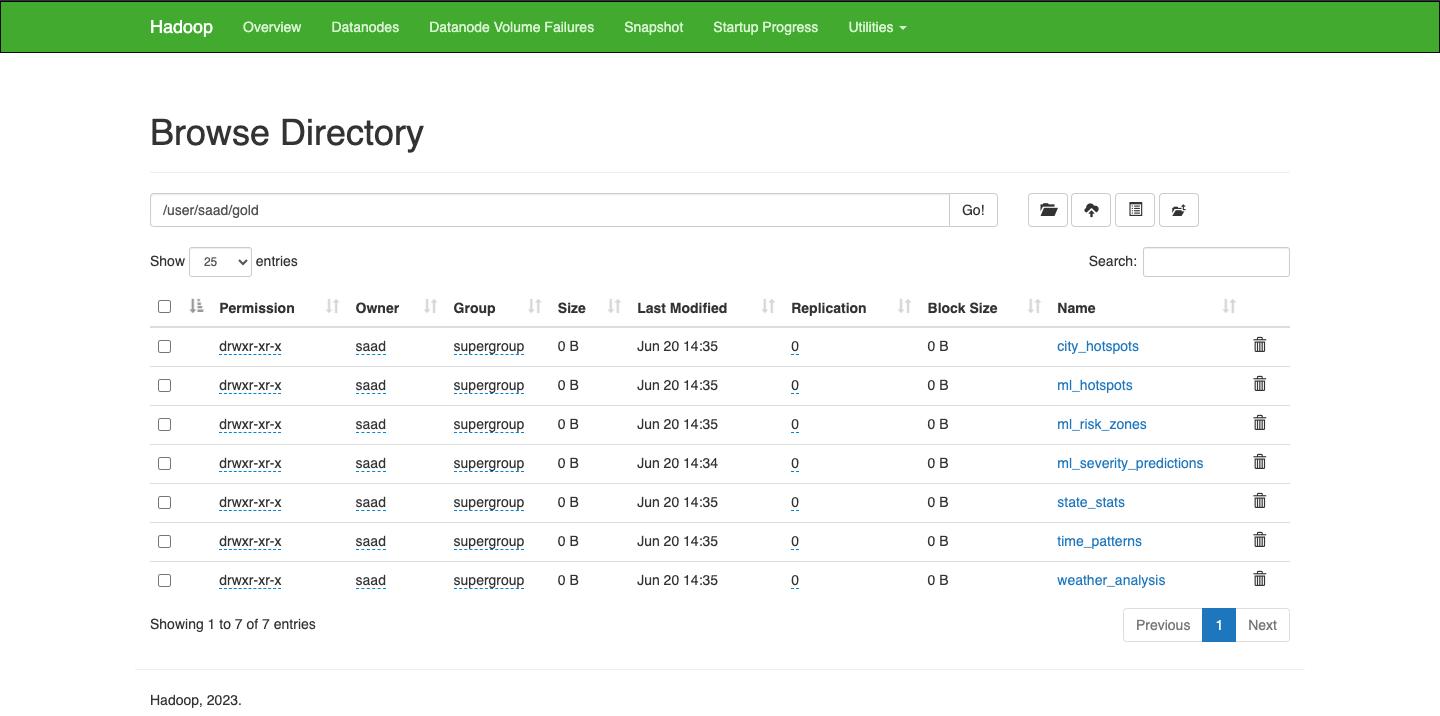 Hadoop Overview Datanodes Datanode Volume Failures Snapshot Startup Progress Utilities
Browse Directory
/user/saad/gold Go!
Show 25 entries Search:
Permission Owner Group Size Last Modified Replication Block Size Name
drwxr-xr-x saad supergroup 0 B Jun 20 14:35 0 0 B city_hotspots
drwxr-xr-x saad supergroup 0 B Jun 20 14:35 0 0 B ml_hotspots
drwxr-xr-x saad supergroup 0 B Jun 20 14:35 0 0 B ml_risk_zones
drwxr-xr-x saad supergroup 0 B Jun 20 14:34 0 0 B ml_severity_predictions
drwxr-xr-x saad supergroup 0 B Jun 20 14:35 0 0 B state_stats
drwxr-xr-x saad supergroup 0 B Jun 20 14:35 0 0 B time_patterns
drwxr-xr-x saad supergroup 0 B Jun 20 14:35 0 0 B weather_analysis
Showing 1 to 7 of 7 entries Previous 1 Next
Hadoop, 2023.